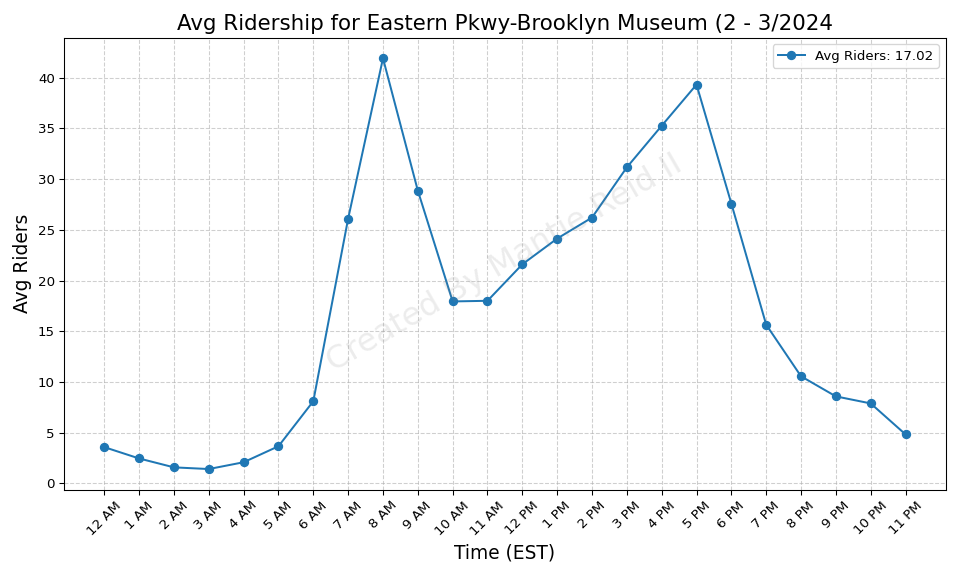 Avg Ridership for Eastern Pkwy-Brooklyn Museum (2 - 3/2024
Avg Riders: 17.02
Avg Riders
40
35
30
25
20
15
10
5
0
Created By Mantie Reid II
12 AM
1 AM
2 AM
3 AM
4 AM
5 AM
6 AM
7 AM
8 AM
9 AM
10 AM
11 AM
12 PM
1 PM
2 PM
3 PM
4 PM
5 PM
6 PM
7 PM
8 PM
9 PM
10 PM
11 PM
Time (EST)